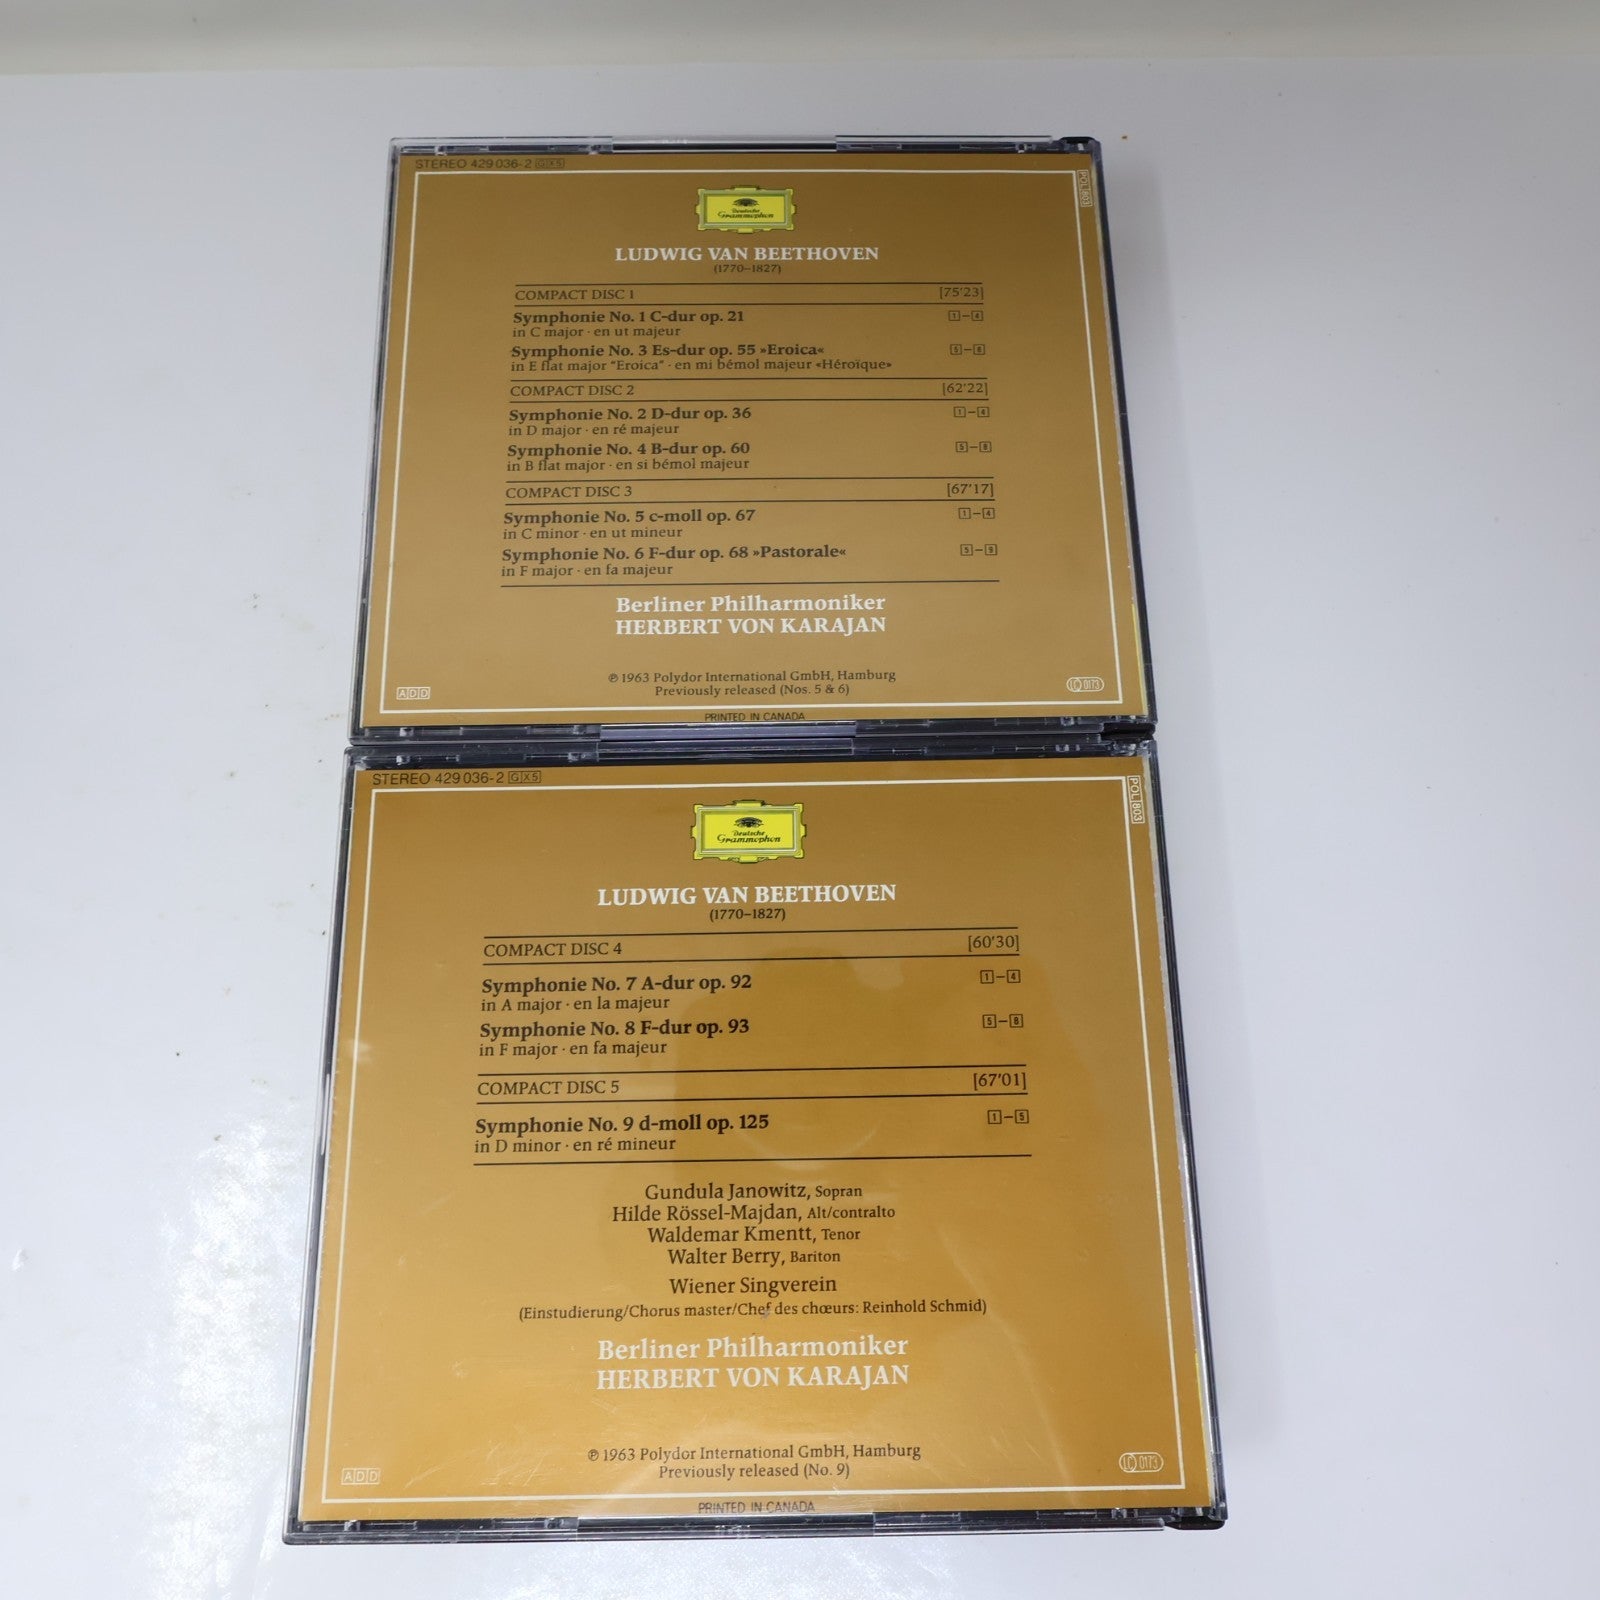 STEREO 429 036-2 GX5
POL 803
Deutsche
Grammophon
LUDWIG VAN BEETHOVEN
(1770–1827)
COMPACT DISC 1 [75'23]
Symphonie No. 1 C-dur op. 21 1–4
in C major · en ut majeur
Symphonie No. 3 Es-dur op. 55 »Eroica« 5–8
in E flat major "Eroica" · en mi bémol majeur «Héroïque»
COMPACT DISC 2 [62'22]
Symphonie No. 2 D-dur op. 36 1–4
in D major · en ré majeur
Symphonie No. 4 B-dur op. 60 5–8
in B flat major · en si bémol majeur
COMPACT DISC 3 [67'17]
Symphonie No. 5 c-moll op. 67 1–4
in C minor · en ut mineur
Symphonie No. 6 F-dur op. 68 »Pastorale« 5–9
in F major · en fa majeur
Berliner Philharmoniker
HERBERT VON KARAJAN
℗ 1963 Polydor International GmbH, Hamburg
Previously released (Nos. 5 & 6)
ADD
LC 0173
PRINTED IN CANADA
STEREO 429 036-2 GX5
POL 803
Deutsche
Grammophon
LUDWIG VAN BEETHOVEN
(1770–1827)
COMPACT DISC 4 [60'30]
Symphonie No. 7 A-dur op. 92 1–4
in A major · en la majeur
Symphonie No. 8 F-dur op. 93 5–8
in F major · en fa majeur
COMPACT DISC 5 [67'01]
Symphonie No. 9 d-moll op. 125 1–5
in D minor · en ré mineur
Gundula Janowitz, Sopran
Hilde Rössel-Majdan, Alt/contralto
Waldemar Kmentt, Tenor
Walter Berry, Bariton
Wiener Singverein
(Einstudierung/Chorus master/Chef des chœurs: Reinhold Schmid)
Berliner Philharmoniker
HERBERT VON KARAJAN
℗ 1963 Polydor International GmbH, Hamburg
Previously released (No. 9)
ADD
LC 0173
PRINTED IN CANADA